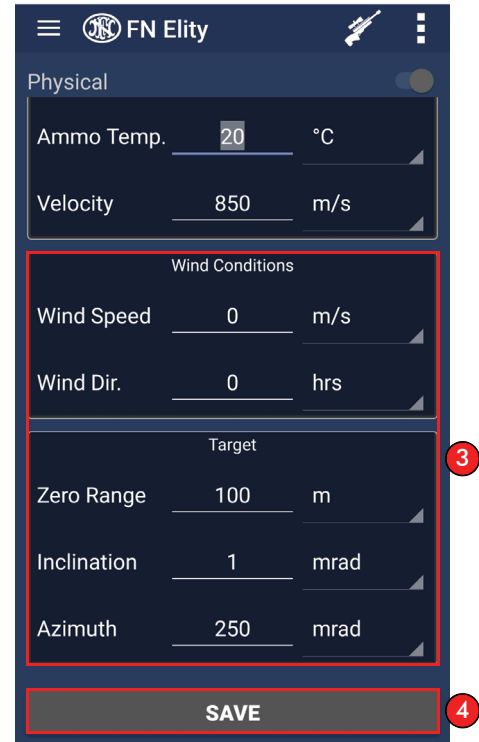 FN Elity
Physical
Ammo Temp. 20 °C
Velocity 850 m/s
Wind Conditions
Wind Speed 0 m/s
Wind Dir. 0 hrs
Target
3
Zero Range 100 m
Inclination 1 mrad
Azimuth 250 mrad
SAVE
4